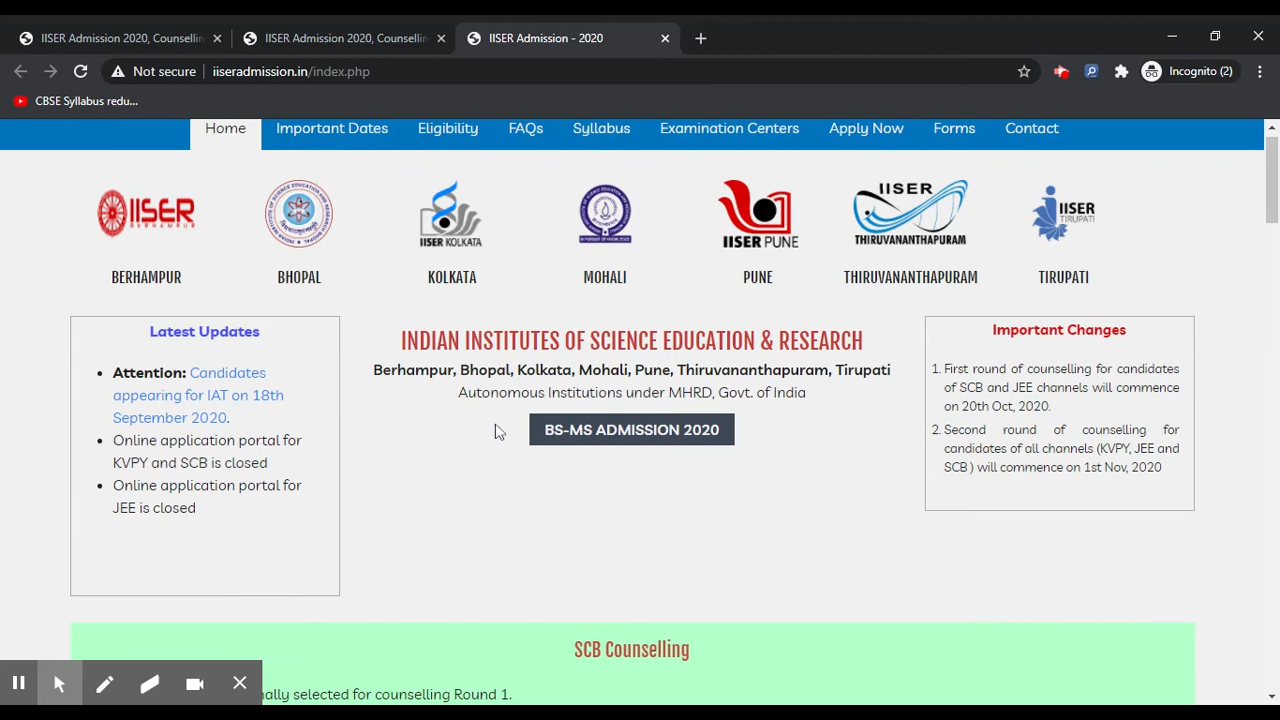 IISER Admission 2020, Counsellin
IISER Admission 2020, Counsellin
IISER Admission - 2020
Not secure
iiseradmission.in/index.php
Incognito (2)
CBSE Syllabus redu...
Home
Important Dates
Eligibility
FAQs
Syllabus
Examination Centers
Apply Now
Forms
Contact
IISER
BERHAMPUR
IISER KOLKATA
IISER PUNE
IISER
THIRUVANANTHAPURAM
IISER
TIRUPATI
BERHAMPUR
BHOPAL
KOLKATA
MOHALI
PUNE
THIRUVANANTHAPURAM
TIRUPATI
Latest Updates
Attention: Candidates
appearing for IAT on 18th
September 2020.
Online application portal for
KVPY and SCB is closed
Online application portal for
JEE is closed
INDIAN INSTITUTES OF SCIENCE EDUCATION & RESEARCH
Berhampur, Bhopal, Kolkata, Mohali, Pune, Thiruvananthapuram, Tirupati
Autonomous Institutions under MHRD, Govt. of India
BS-MS ADMISSION 2020
Important Changes
1. First round of counselling for candidates
of SCB and JEE channels will commence
on 20th Oct, 2020.
2. Second round of counselling for
candidates of all channels (KVPY, JEE and
SCB ) will commence on 1st Nov, 2020
SCB Counselling
nally selected for counselling Round 1.